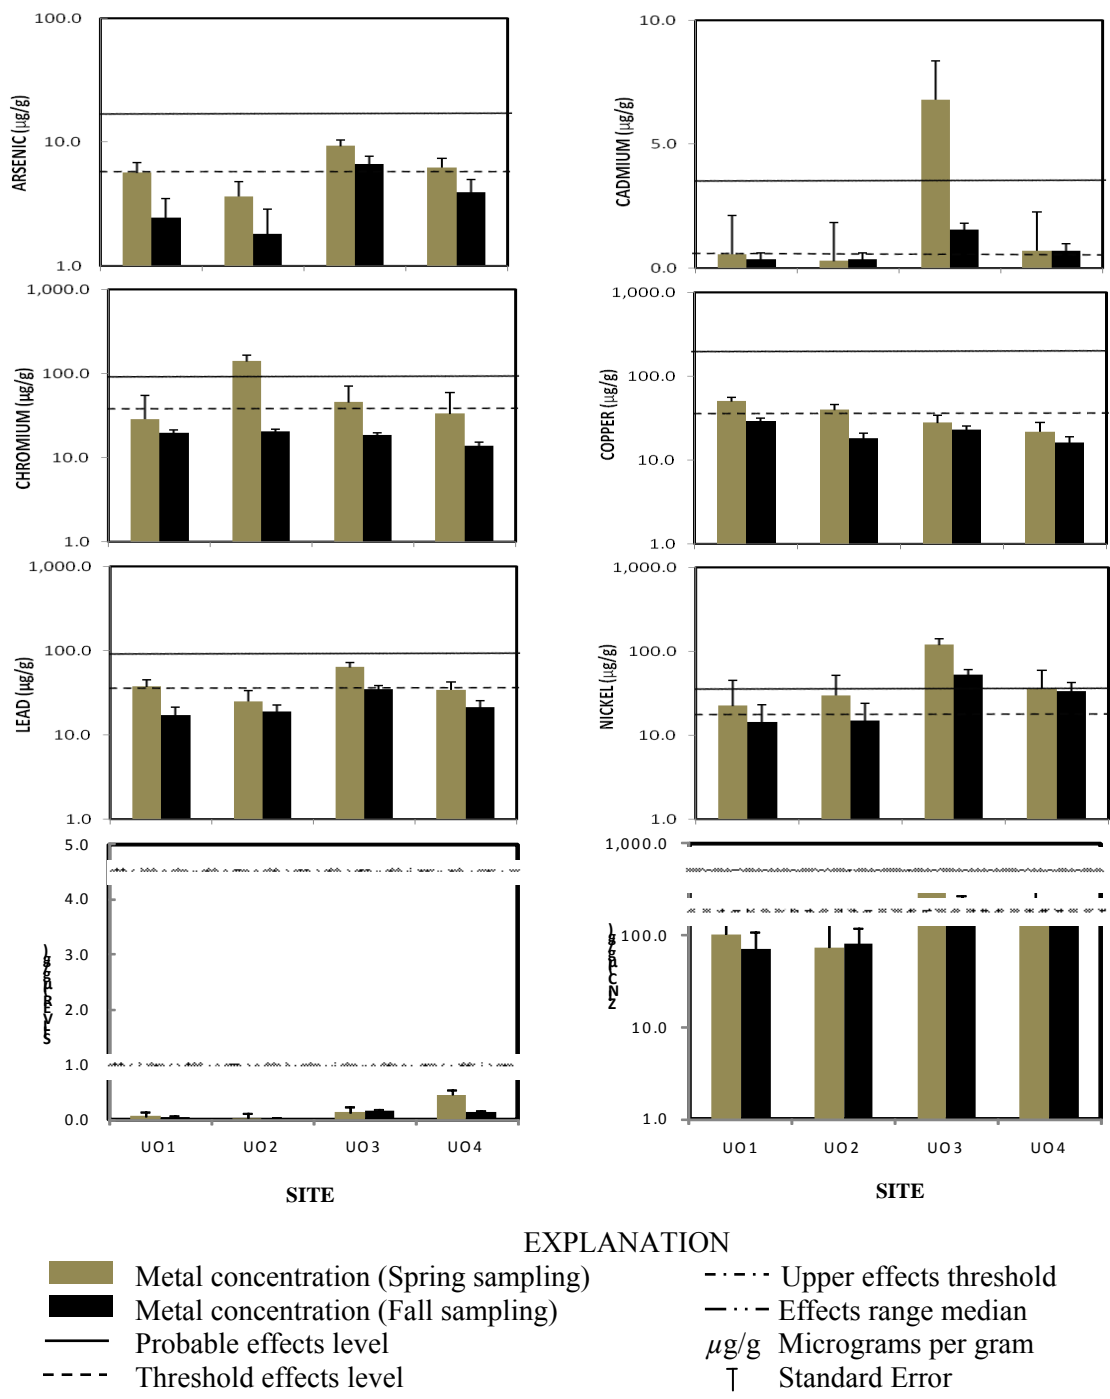 100.0
10.0
1.0
ARSENIC (μg/g)
10.0
5.0
0.0
CADMIUM (μg/g)
1,000.0
100.0
10.0
1.0
CHROMIUM (μg/g)
1,000.0
100.0
10.0
1.0
COPPER (μg/g)
1,000.0
100.0
10.0
1.0
LEAD (μg/g)
1,000.0
100.0
10.0
1.0
NICKEL (μg/g)
5.0
4.0
3.0
2.0
1.0
0.0
SILVER (μg/g)
UO1 UO2 UO3 UO4
SITE
1,000.0
100.0
10.0
1.0
ZINC (μg/g)
UO1 UO2 UO3 UO4
SITE
EXPLANATION
Metal concentration (Spring sampling)
Metal concentration (Fall sampling)
Probable effects level
Threshold effects level
Upper effects threshold
Effects range median
μg/g Micrograms per gram
Standard Error